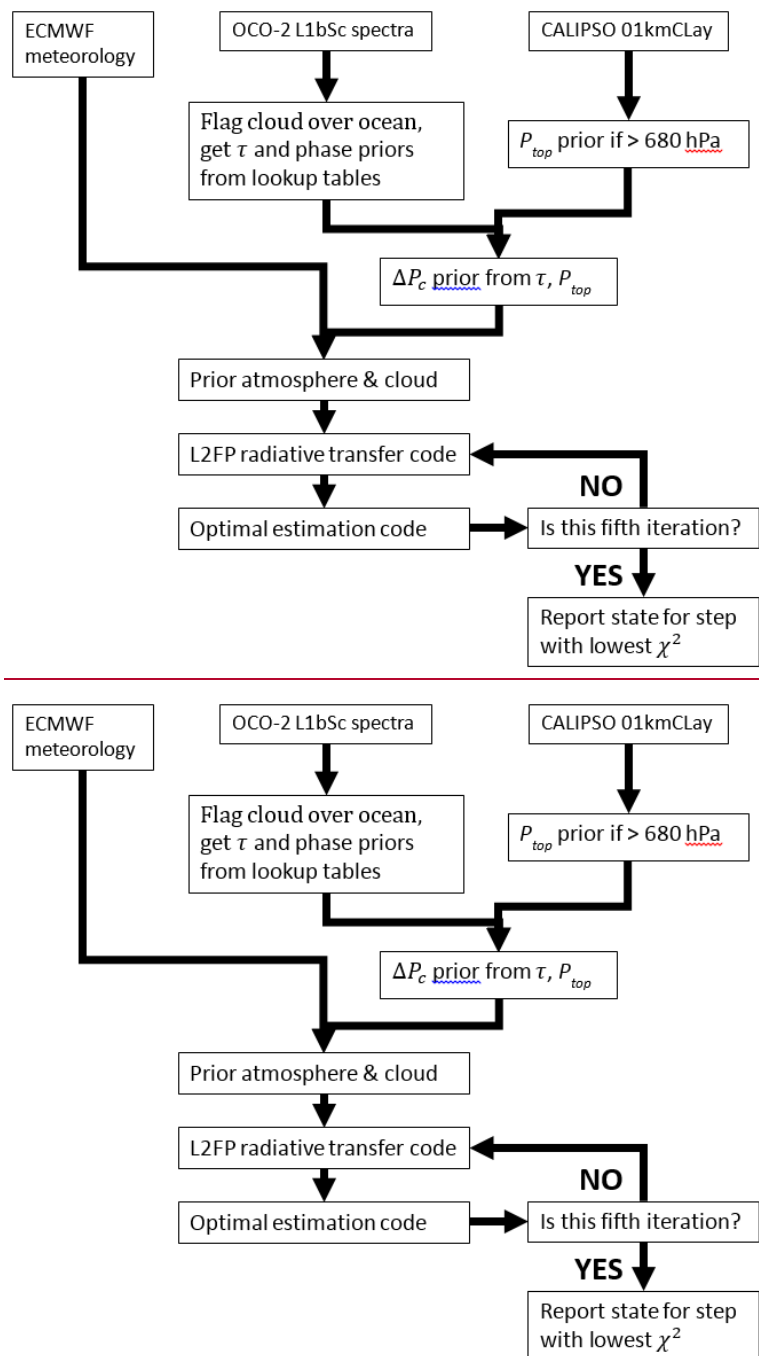 ECMWF
meteorology
OCO-2 L1bSc spectra
CALIPSO 01kmCLay
Flag cloud over ocean,
get τ and phase priors
from lookup tables
P_top prior if > 680 hPa
ΔP_c prior from τ, P_top
Prior atmosphere & cloud
L2FP radiative transfer code
NO
Optimal estimation code
Is this fifth iteration?
YES
Report state for step
with lowest χ²
ECMWF
meteorology
OCO-2 L1bSc spectra
CALIPSO 01kmCLay
Flag cloud over ocean,
get τ and phase priors
from lookup tables
P_top prior if > 680 hPa
ΔP_c prior from τ, P_top
Prior atmosphere & cloud
L2FP radiative transfer code
NO
Optimal estimation code
Is this fifth iteration?
YES
Report state for step
with lowest χ²